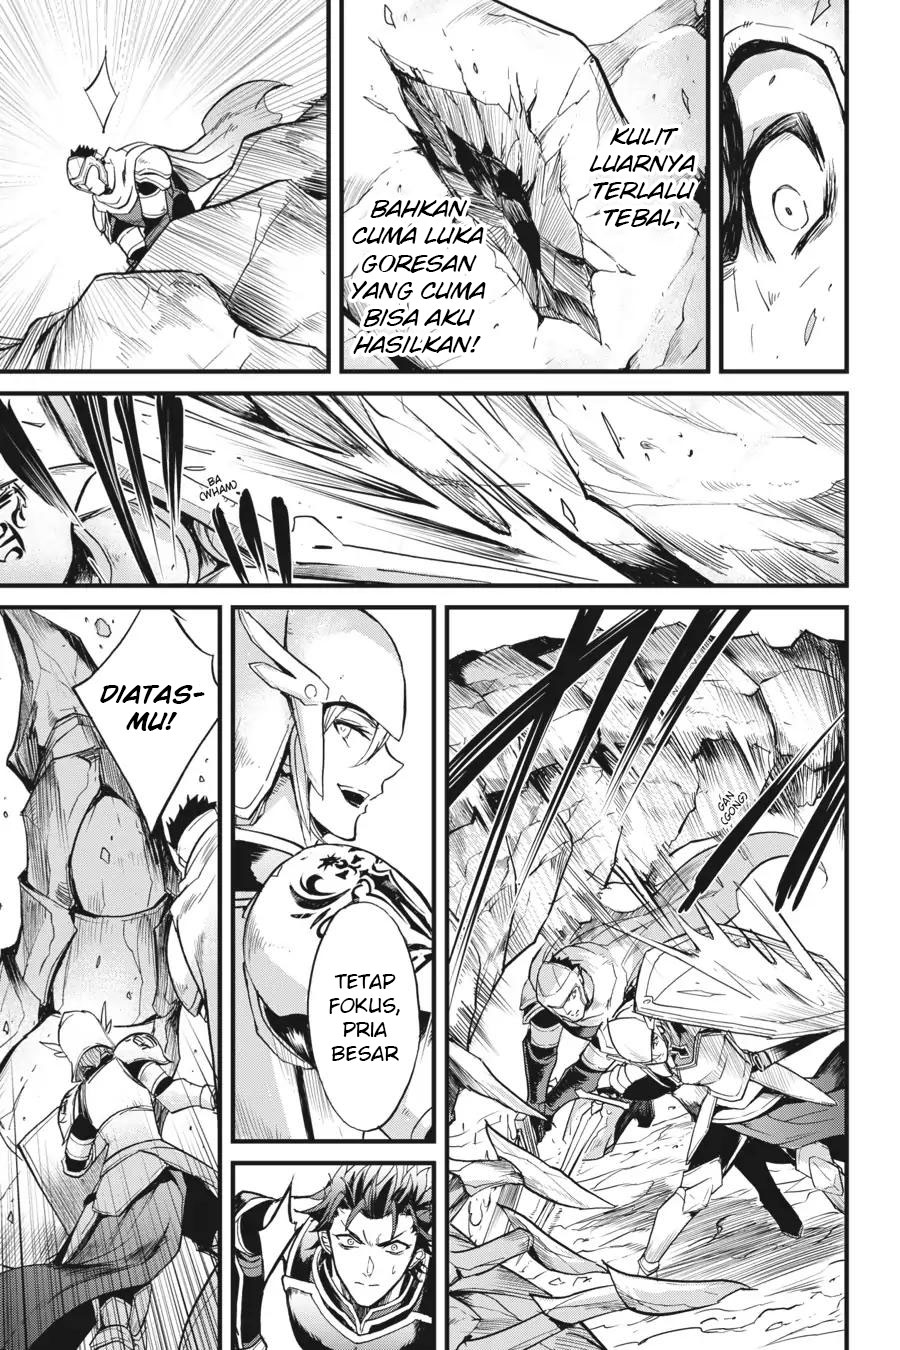 KULIT
LUARNYA
TERLALU
TEBAL,
BAHKAN
CUMA LUKA
GORESAN
YANG CUMA
BISA AKU
HASILKAN!
BA
(WHAM)
GAN
(GONG)
TETAP
FOKUS,
PRIA
BESAR
DIATAS-
MU!